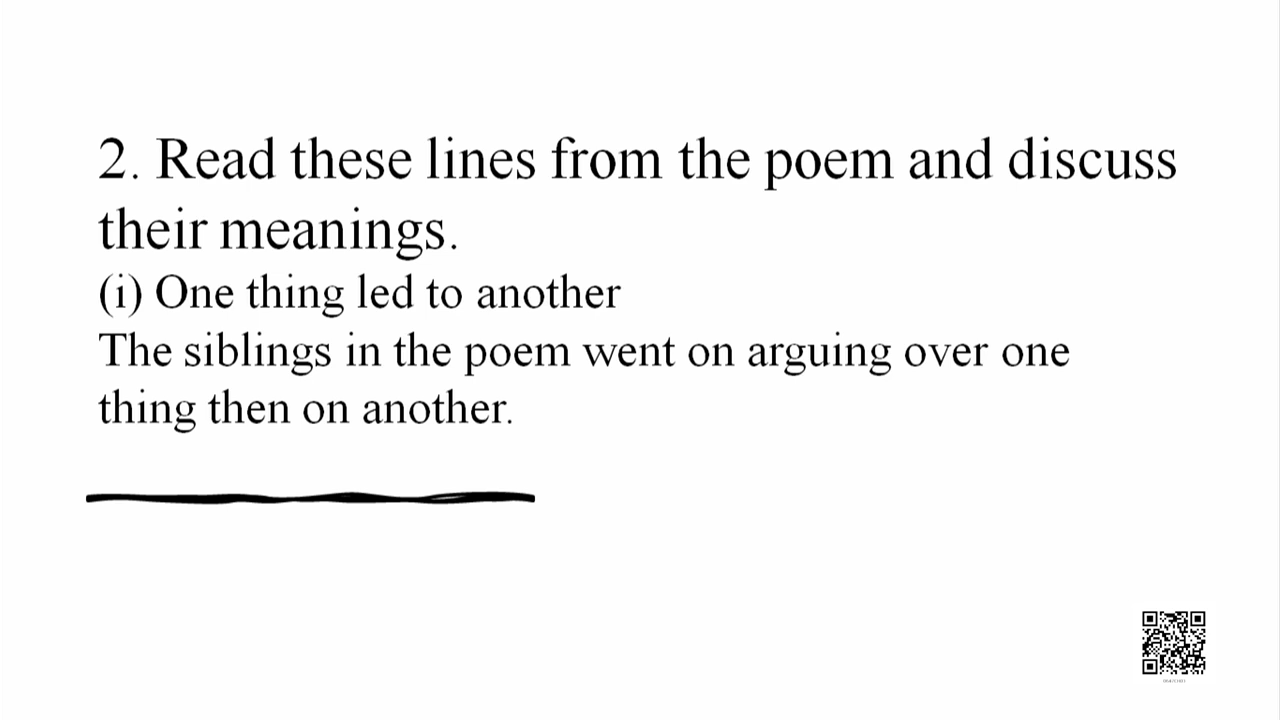 2. Read these lines from the poem and discuss
their meanings.
(i) One thing led to another
The siblings in the poem went on arguing over one
thing then on another.